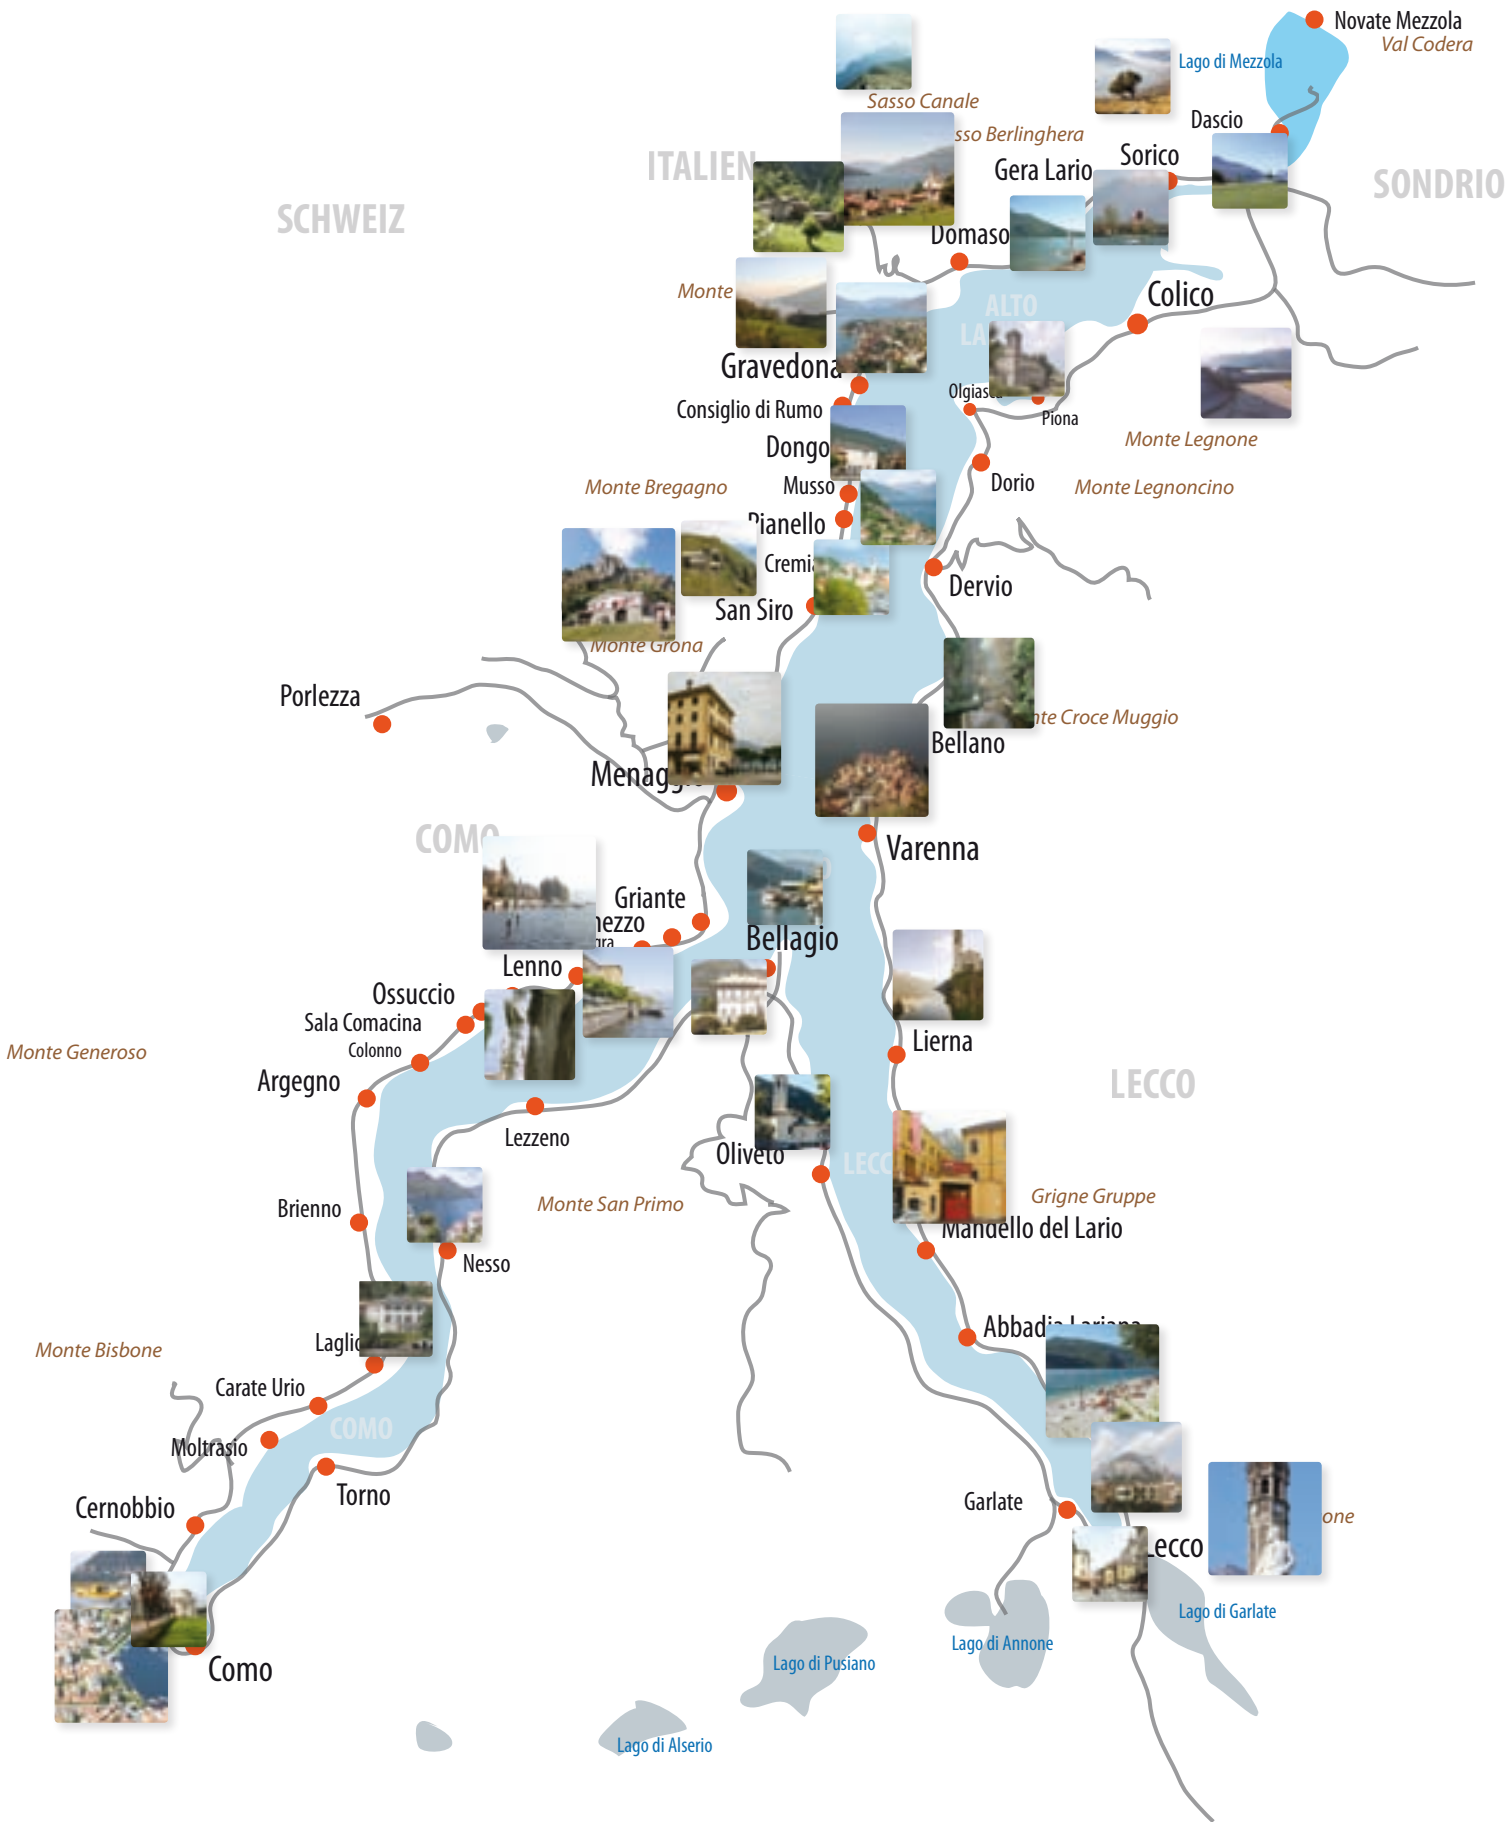 Novate Mezzola
Val Codera
Lago di Mezzola
Sasso Canale
Dascio
Berlinghera
Sorico
ITALIEN
Gera Lario
SONDRIO
SCHWEIZ
Domaso
Monte
Colico
ALTO
Gravedona
Olgiasca
Consiglio di Rumo
Piona
Monte Legnone
Dongo
Musso
Dorio
Monte Bregagno
Monte Legnoncino
Pianello
Dervio
San Siro
Monte Grona
Porlezza
Croce Muggio
Bellano
Menaggio
COMO
Varenna
Griante
Bellagio
Lenno
Ossuccio
Sala Comacina
Colonno
Lierna
Monte Generoso
Argegno
LECCO
Lezzeno
Oliveto
Brienno
Monte San Primo
Grigne Gruppe
Mandello del Lario
Nesso
Abbadia Lariana
Monte Bisbone
Carate Urio
COMO
Moltrasio
Torno
Garlate
Cernobbio
Lecco
Lago di Garlate
Lago di Annone
Lago di Pusiano
Como
Lago di Alserio